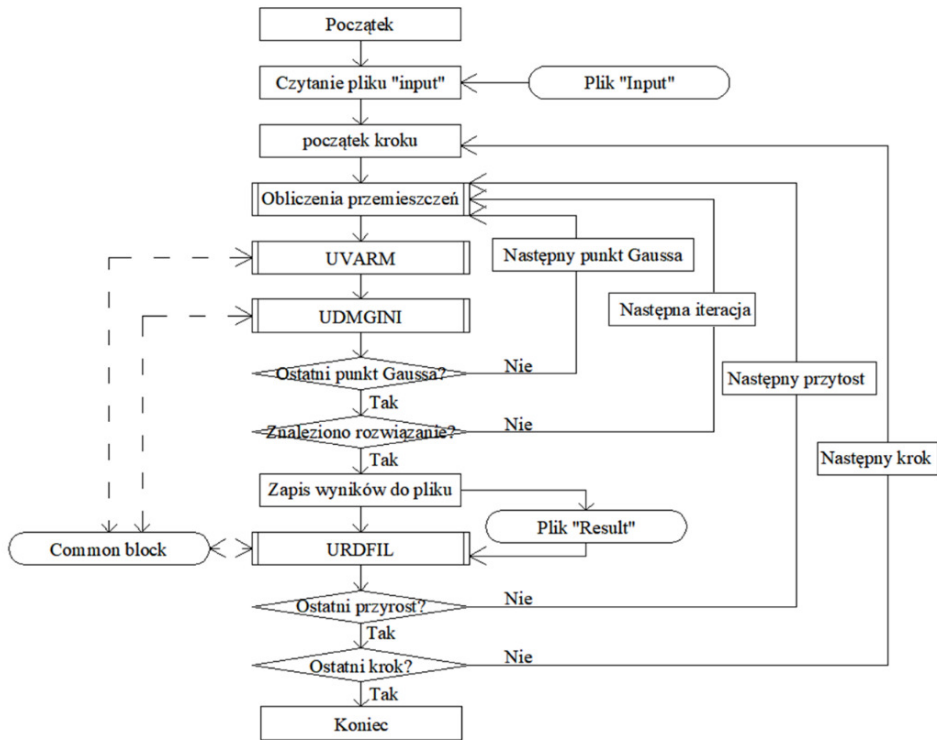 Początek
Czytanie pliku "input"
Plik "Input"
początek kroku
Obliczenia przemieszczeń
Następny punkt Gaussa
UVARM
Następna iteracja
UDMGINI
Ostatni punkt Gaussa?
Nie
Następny przytost
Tak
Znaleziono rozwiązanie?
Nie
Następny krok
Tak
Zapis wyników do pliku
Plik "Result"
Common block
URDFIL
Ostatni przyrost?
Nie
Tak
Ostatni krok?
Nie
Tak
Koniec